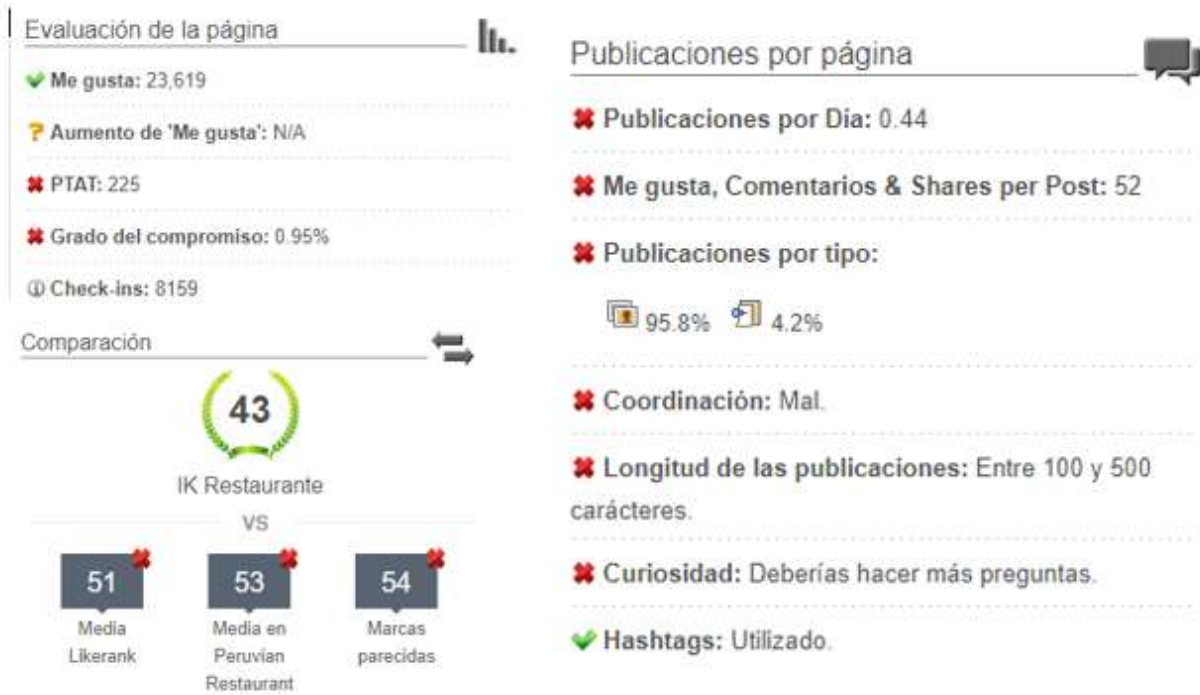 Evaluación de la página
Me gusta: 23,619
Aumento de 'Me gusta': N/A
PTAT: 225
Grado del compromiso: 0.95%
Check-ins: 8159
Comparación
43
IK Restaurante
VS
51
Media
Likerank
53
Media en
Peruvian
Restaurant
54
Marcas
parecidas
Publicaciones por página
Publicaciones por Dia: 0.44
Me gusta, Comentarios & Shares per Post: 52
Publicaciones por tipo:
95.8% 4.2%
Coordinación: Mal.
Longitud de las publicaciones: Entre 100 y 500
carácteres.
Curiosidad: Deberías hacer más preguntas.
Hashtags: Utilizado.